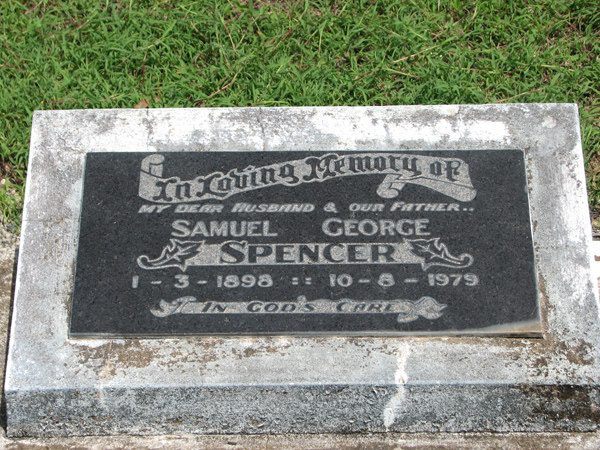 In Loving Memory of
My Dear Husband & Our Father..
Samuel George
Spencer
1-3-1898 :: 10-8-1979
In God's Care